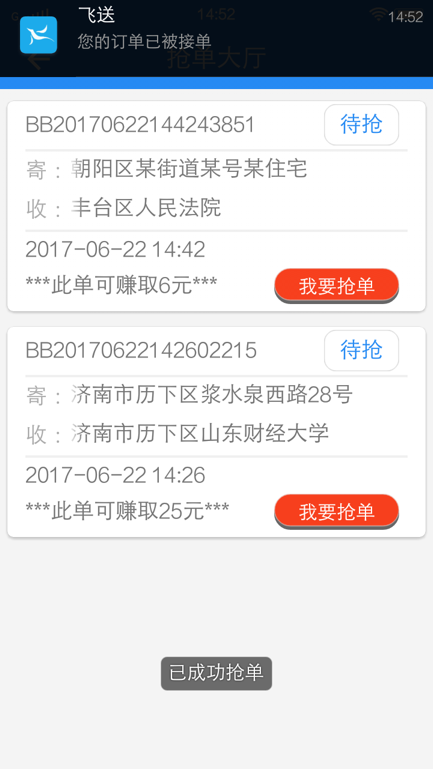 飞送
14:52
14:52
您的订单已被接单
抢单大厅
BB20170622144243851
待抢
寄：朝阳区某街道某号某住宅
收：丰台区人民法院
2017-06-22 14:42
***此单可赚取6元***
我要抢单
BB20170622142602215
待抢
寄：济南市历下区浆水泉西路28号
收：济南市历下区山东财经大学
2017-06-22 14:26
***此单可赚取25元***
我要抢单
已成功抢单